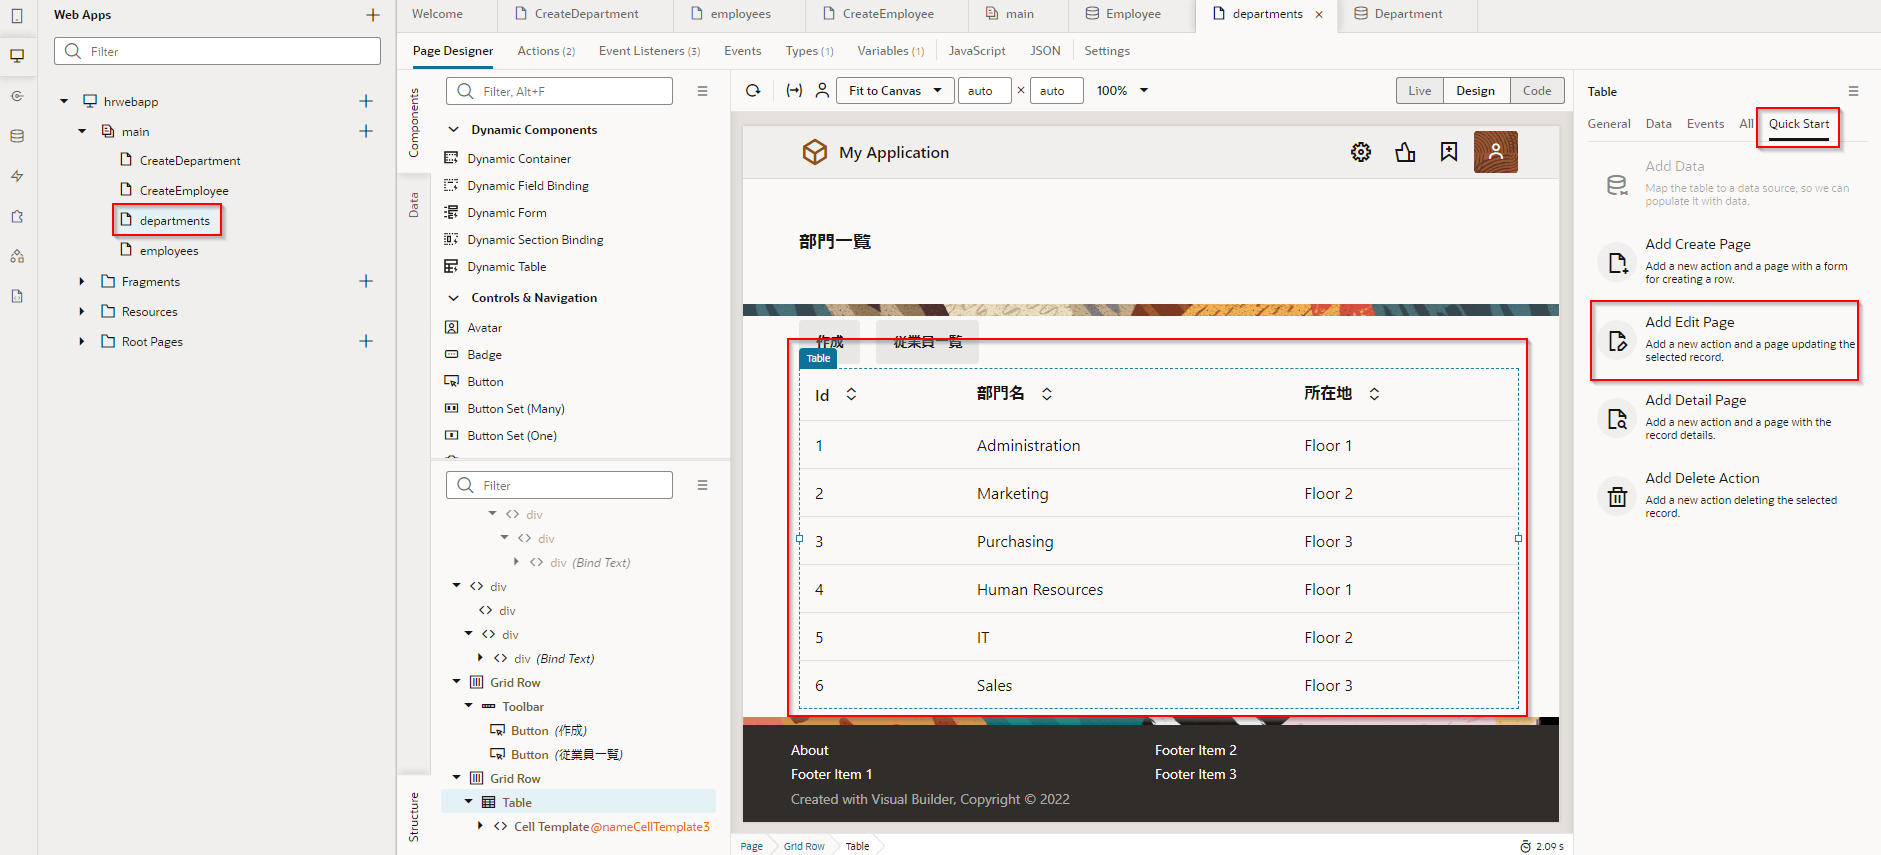 Web Apps
Filter
hrwebapp
main
CreateDepartment
CreateEmployee
departments
employees
Fragments
Resources
Root Pages
Welcome
CreateDepartment
employees
CreateEmployee
main
Employee
departments
Department
Page Designer
Actions (2)
Event Listeners (3)
Events
Types (1)
Variables (1)
JavaScript
JSON
Settings
Components
Data
Structure
Filter, Alt+F
Dynamic Components
Dynamic Container
Dynamic Field Binding
Dynamic Form
Dynamic Section Binding
Dynamic Table
Controls & Navigation
Avatar
Badge
Button
Button Set (Many)
Button Set (One)
Filter
div
div
div (Bind Text)
div
div
div
div (Bind Text)
Grid Row
Toolbar
Button (作成)
Button (従業員一覧)
Grid Row
Table
Cell Template @nameCellTemplate3
Fit to Canvas
auto × auto
100%
Live
Design
Code
My Application
部門一覧
作成
従業員一覧
Table
Id 部門名 所在地
1 Administration Floor 1
2 Marketing Floor 2
3 Purchasing Floor 3
4 Human Resources Floor 1
5 IT Floor 2
6 Sales Floor 3
About
Footer Item 2
Footer Item 1
Footer Item 3
Created with Visual Builder, Copyright © 2022
Page
Grid Row
Table
2.09 s
Table
General
Data
Events
All
Quick Start
Add Data
Map the table to a data source, so we can
populate it with data.
Add Create Page
Add a new action and a page with a form
for creating a row.
Add Edit Page
Add a new action and a page updating the
selected record.
Add Detail Page
Add a new action and a page with the
record details.
Add Delete Action
Add a new action deleting the selected
record.